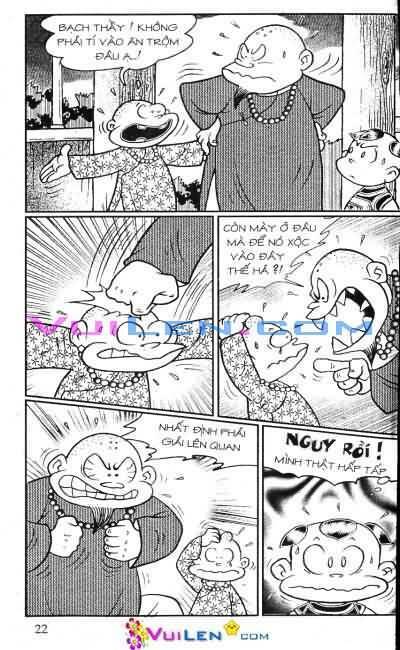 BẠCH THẦY! KHÔNG
PHẢI TÍ VÀO ĂN TRỘM
ĐÂU Ạ..!
CÒN MÀY Ở ĐÂU
MÀ ĐỂ NÓ XỘC
VÀO ĐÂY
THẾ HẢ?!
VuiLen.com
NHẤT ĐỊNH PHẢI
GIẢI LÊN QUAN
NGUY RỒI!
MÌNH THẬT HẤP TẤP
22
VuiLen.com